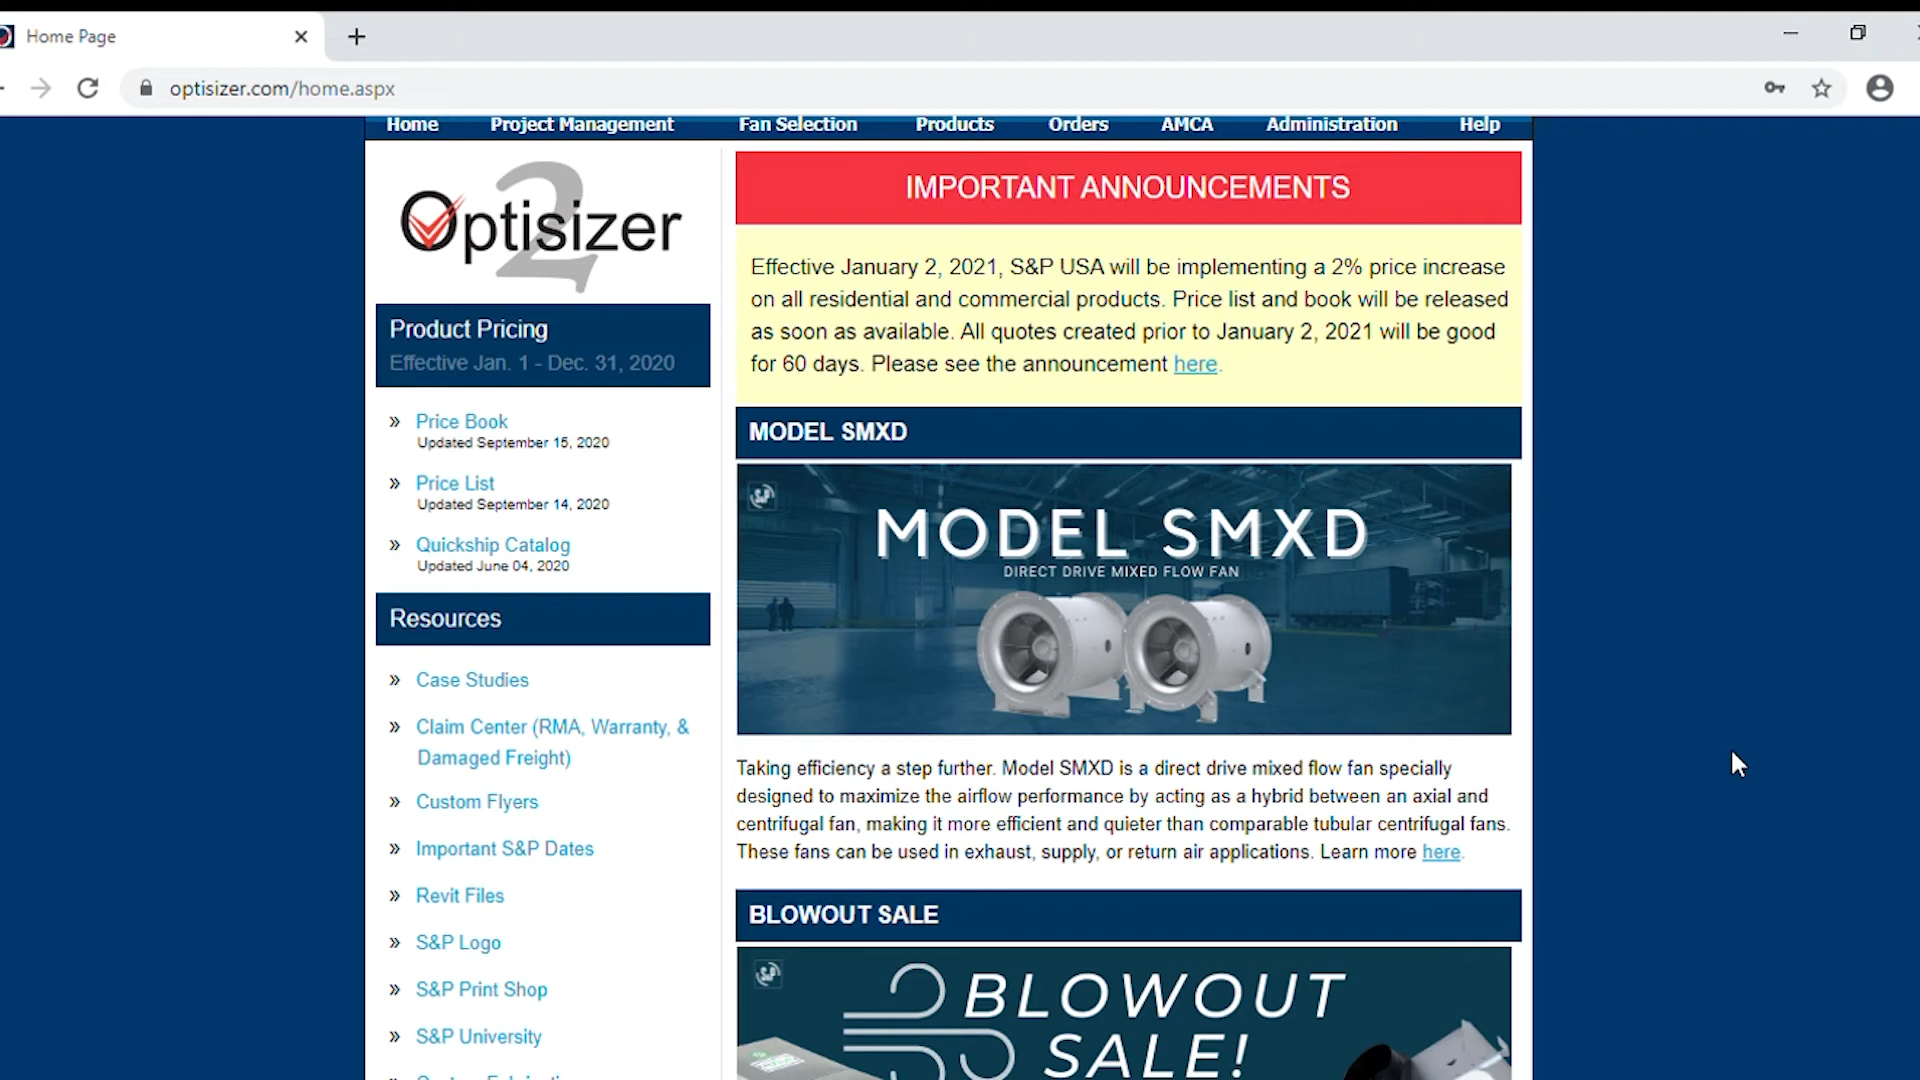 Home Page
optisizer.com/home.aspx
Home Project Management Fan Selection Products Orders AMCA Administration Help
Optisizer 2
Product Pricing
Effective Jan. 1 - Dec. 31, 2020
» Price Book
Updated September 15, 2020
» Price List
Updated September 14, 2020
» Quickship Catalog
Updated June 04, 2020
Resources
» Case Studies
» Claim Center (RMA, Warranty, &
Damaged Freight)
» Custom Flyers
» Important S&P Dates
» Revit Files
» S&P Logo
» S&P Print Shop
» S&P University
IMPORTANT ANNOUNCEMENTS
Effective January 2, 2021, S&P USA will be implementing a 2% price increase
on all residential and commercial products. Price list and book will be released
as soon as available. All quotes created prior to January 2, 2021 will be good
for 60 days. Please see the announcement here.
MODEL SMXD
S&P
MODEL SMXD
DIRECT DRIVE MIXED FLOW FAN
Taking efficiency a step further. Model SMXD is a direct drive mixed flow fan specially
designed to maximize the airflow performance by acting as a hybrid between an axial and
centrifugal fan, making it more efficient and quieter than comparable tubular centrifugal fans.
These fans can be used in exhaust, supply, or return air applications. Learn more here.
BLOWOUT SALE
S&P
BLOWOUT
SALE!